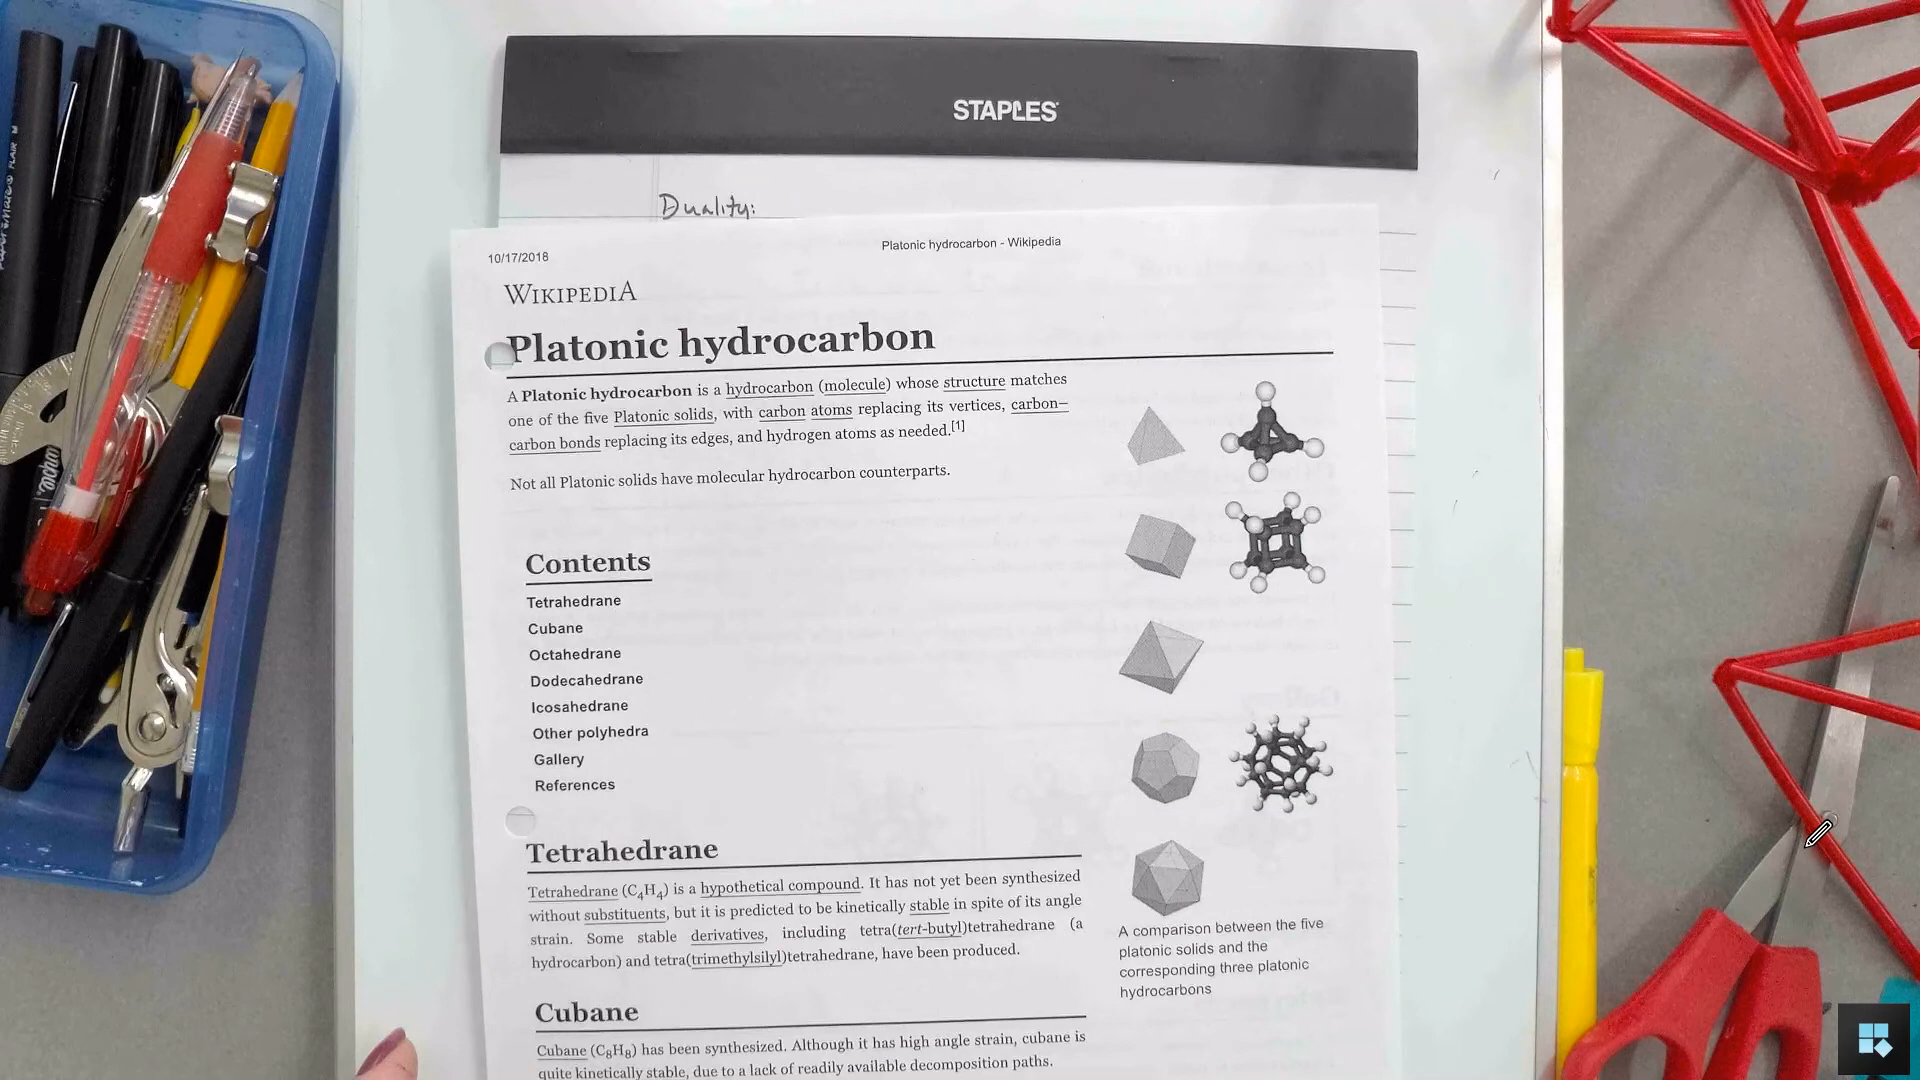 STAPLES
Duality:
10/17/2018
Platonic hydrocarbon - Wikipedia
WIKIPEDIA
Platonic hydrocarbon
A Platonic hydrocarbon is a hydrocarbon (molecule) whose structure matches
one of the five Platonic solids, with carbon atoms replacing its vertices, carbon–
carbon bonds replacing its edges, and hydrogen atoms as needed.[1]
Not all Platonic solids have molecular hydrocarbon counterparts.
Contents
Tetrahedrane
Cubane
Octahedrane
Dodecahedrane
Icosahedrane
Other polyhedra
Gallery
References
Tetrahedrane
Tetrahedrane (C₄H₄) is a hypothetical compound. It has not yet been synthesized
without substituents, but it is predicted to be kinetically stable in spite of its angle
strain. Some stable derivatives, including tetra(tert-butyl)tetrahedrane (a
hydrocarbon) and tetra(trimethylsilyl)tetrahedrane, have been produced.
Cubane
Cubane (C₈H₈) has been synthesized. Although it has high angle strain, cubane is
quite kinetically stable, due to a lack of readily available decomposition paths.
A comparison between the five
platonic solids and the
corresponding three platonic
hydrocarbons